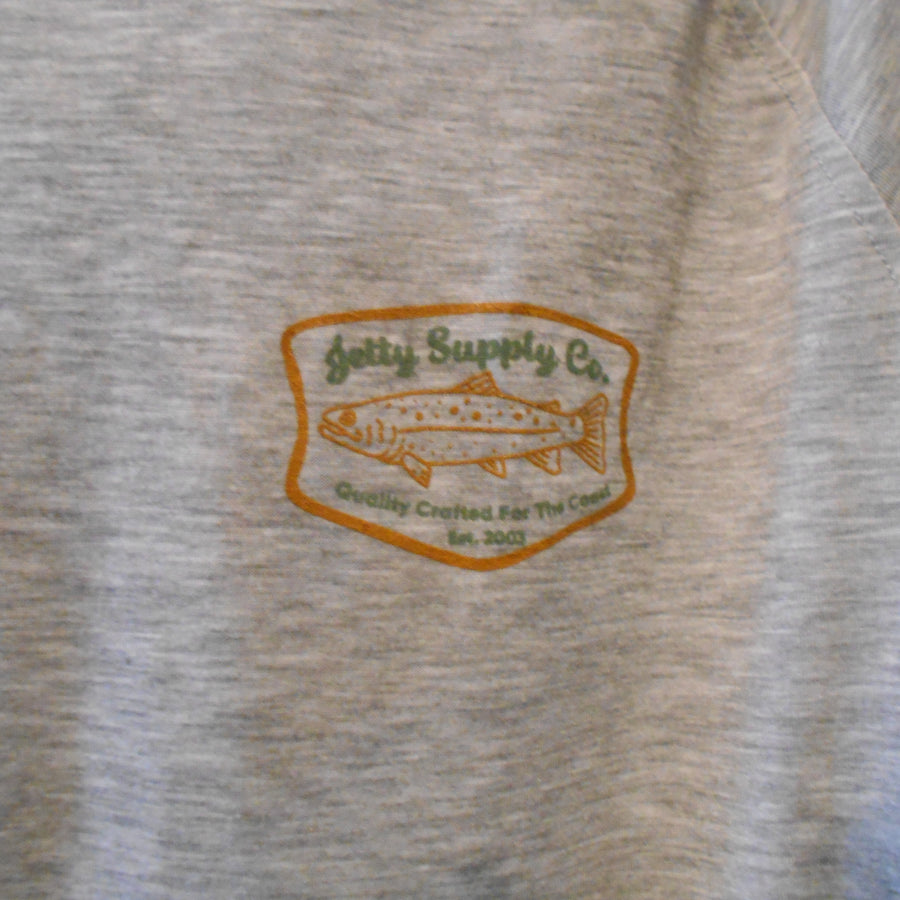 Jetty Supply Co.
Quality Crafted For The Coast
Est. 2003